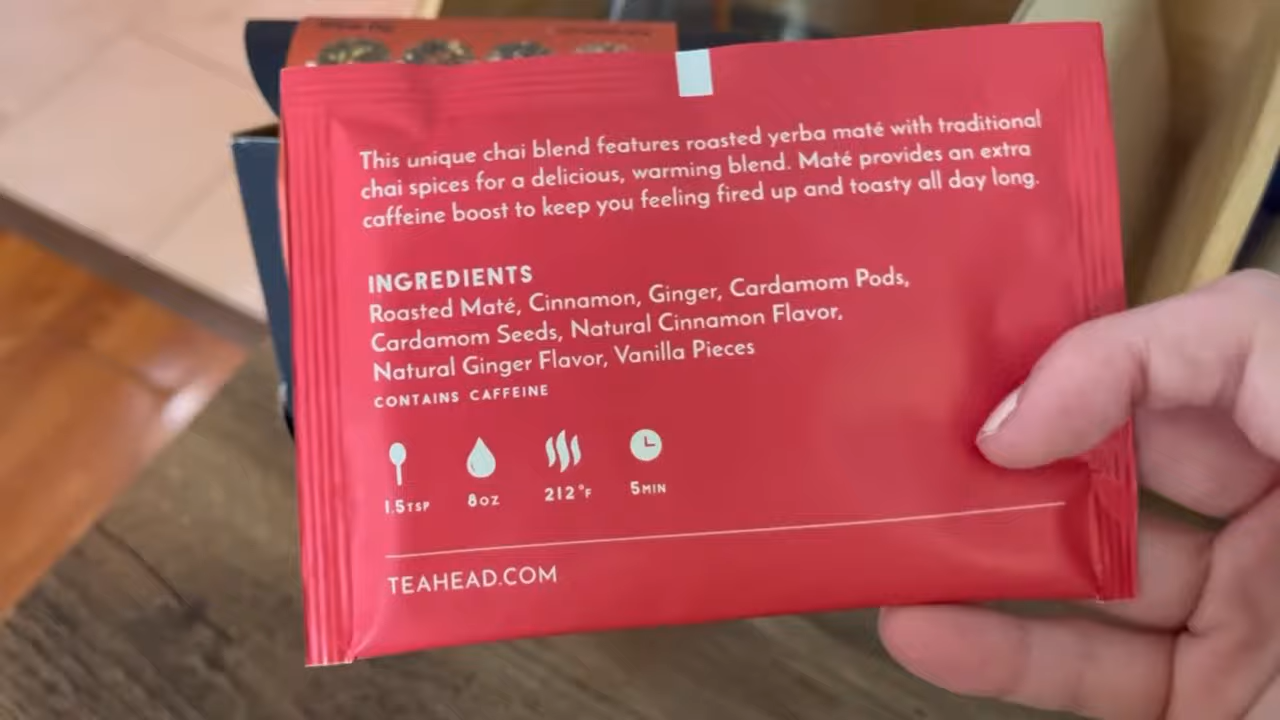 This unique chai blend features roasted yerba maté with traditional
chai spices for a delicious, warming blend. Maté provides an extra
caffeine boost to keep you feeling fired up and toasty all day long.
INGREDIENTS
Roasted Maté, Cinnamon, Ginger, Cardamom Pods,
Cardamom Seeds, Natural Cinnamon Flavor,
Natural Ginger Flavor, Vanilla Pieces
CONTAINS CAFFEINE
1.5TSP 8OZ 212°F 5MIN
TEAHEAD.COM